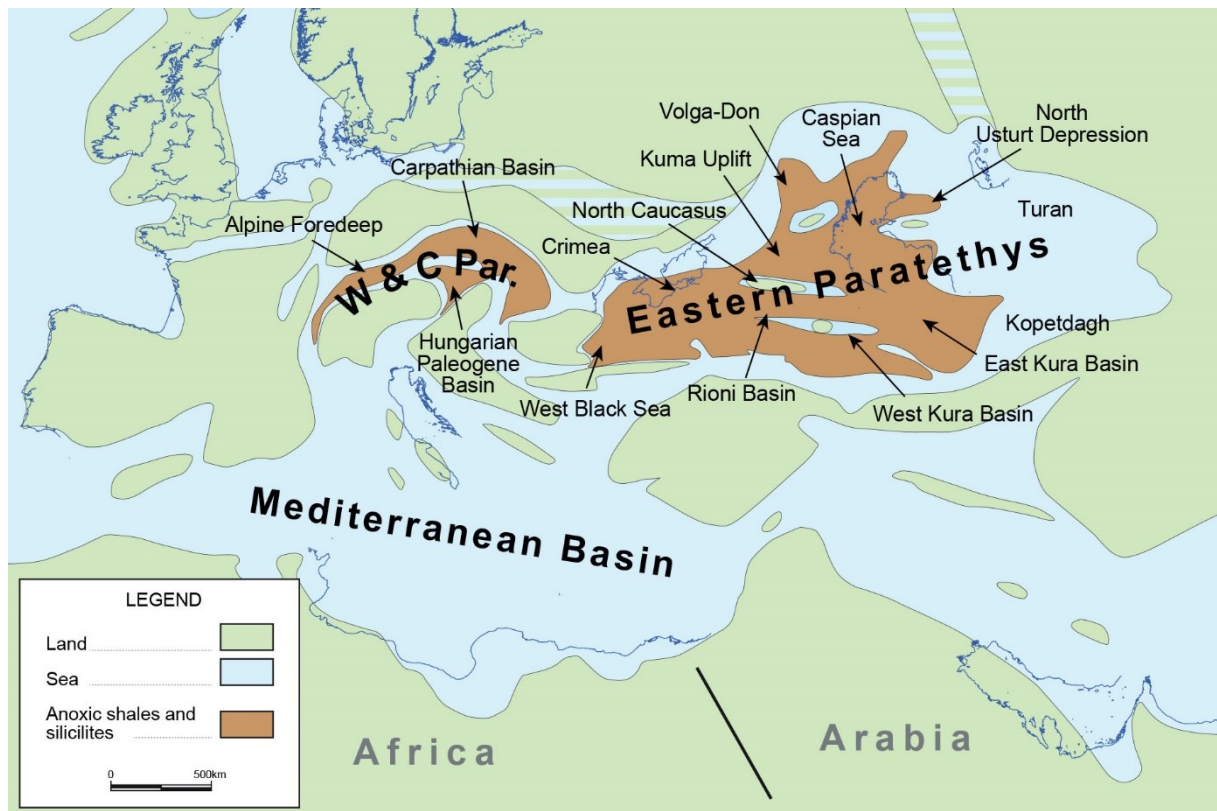 Volga-Don
Caspian
Sea
North
Usturt Depression
Kuma Uplift
Carpathian Basin
North Caucasus
Turan
Alpine Foredeep
Crimea
W & C Par.
Eastern Paratethys
Hungarian
Paleogene
Basin
Kopetdagh
East Kura Basin
West Black Sea
Rioni Basin
West Kura Basin
Mediterranean Basin
LEGEND
Land
Sea
Anoxic shales and
silicilites
0 500km
Africa
Arabia